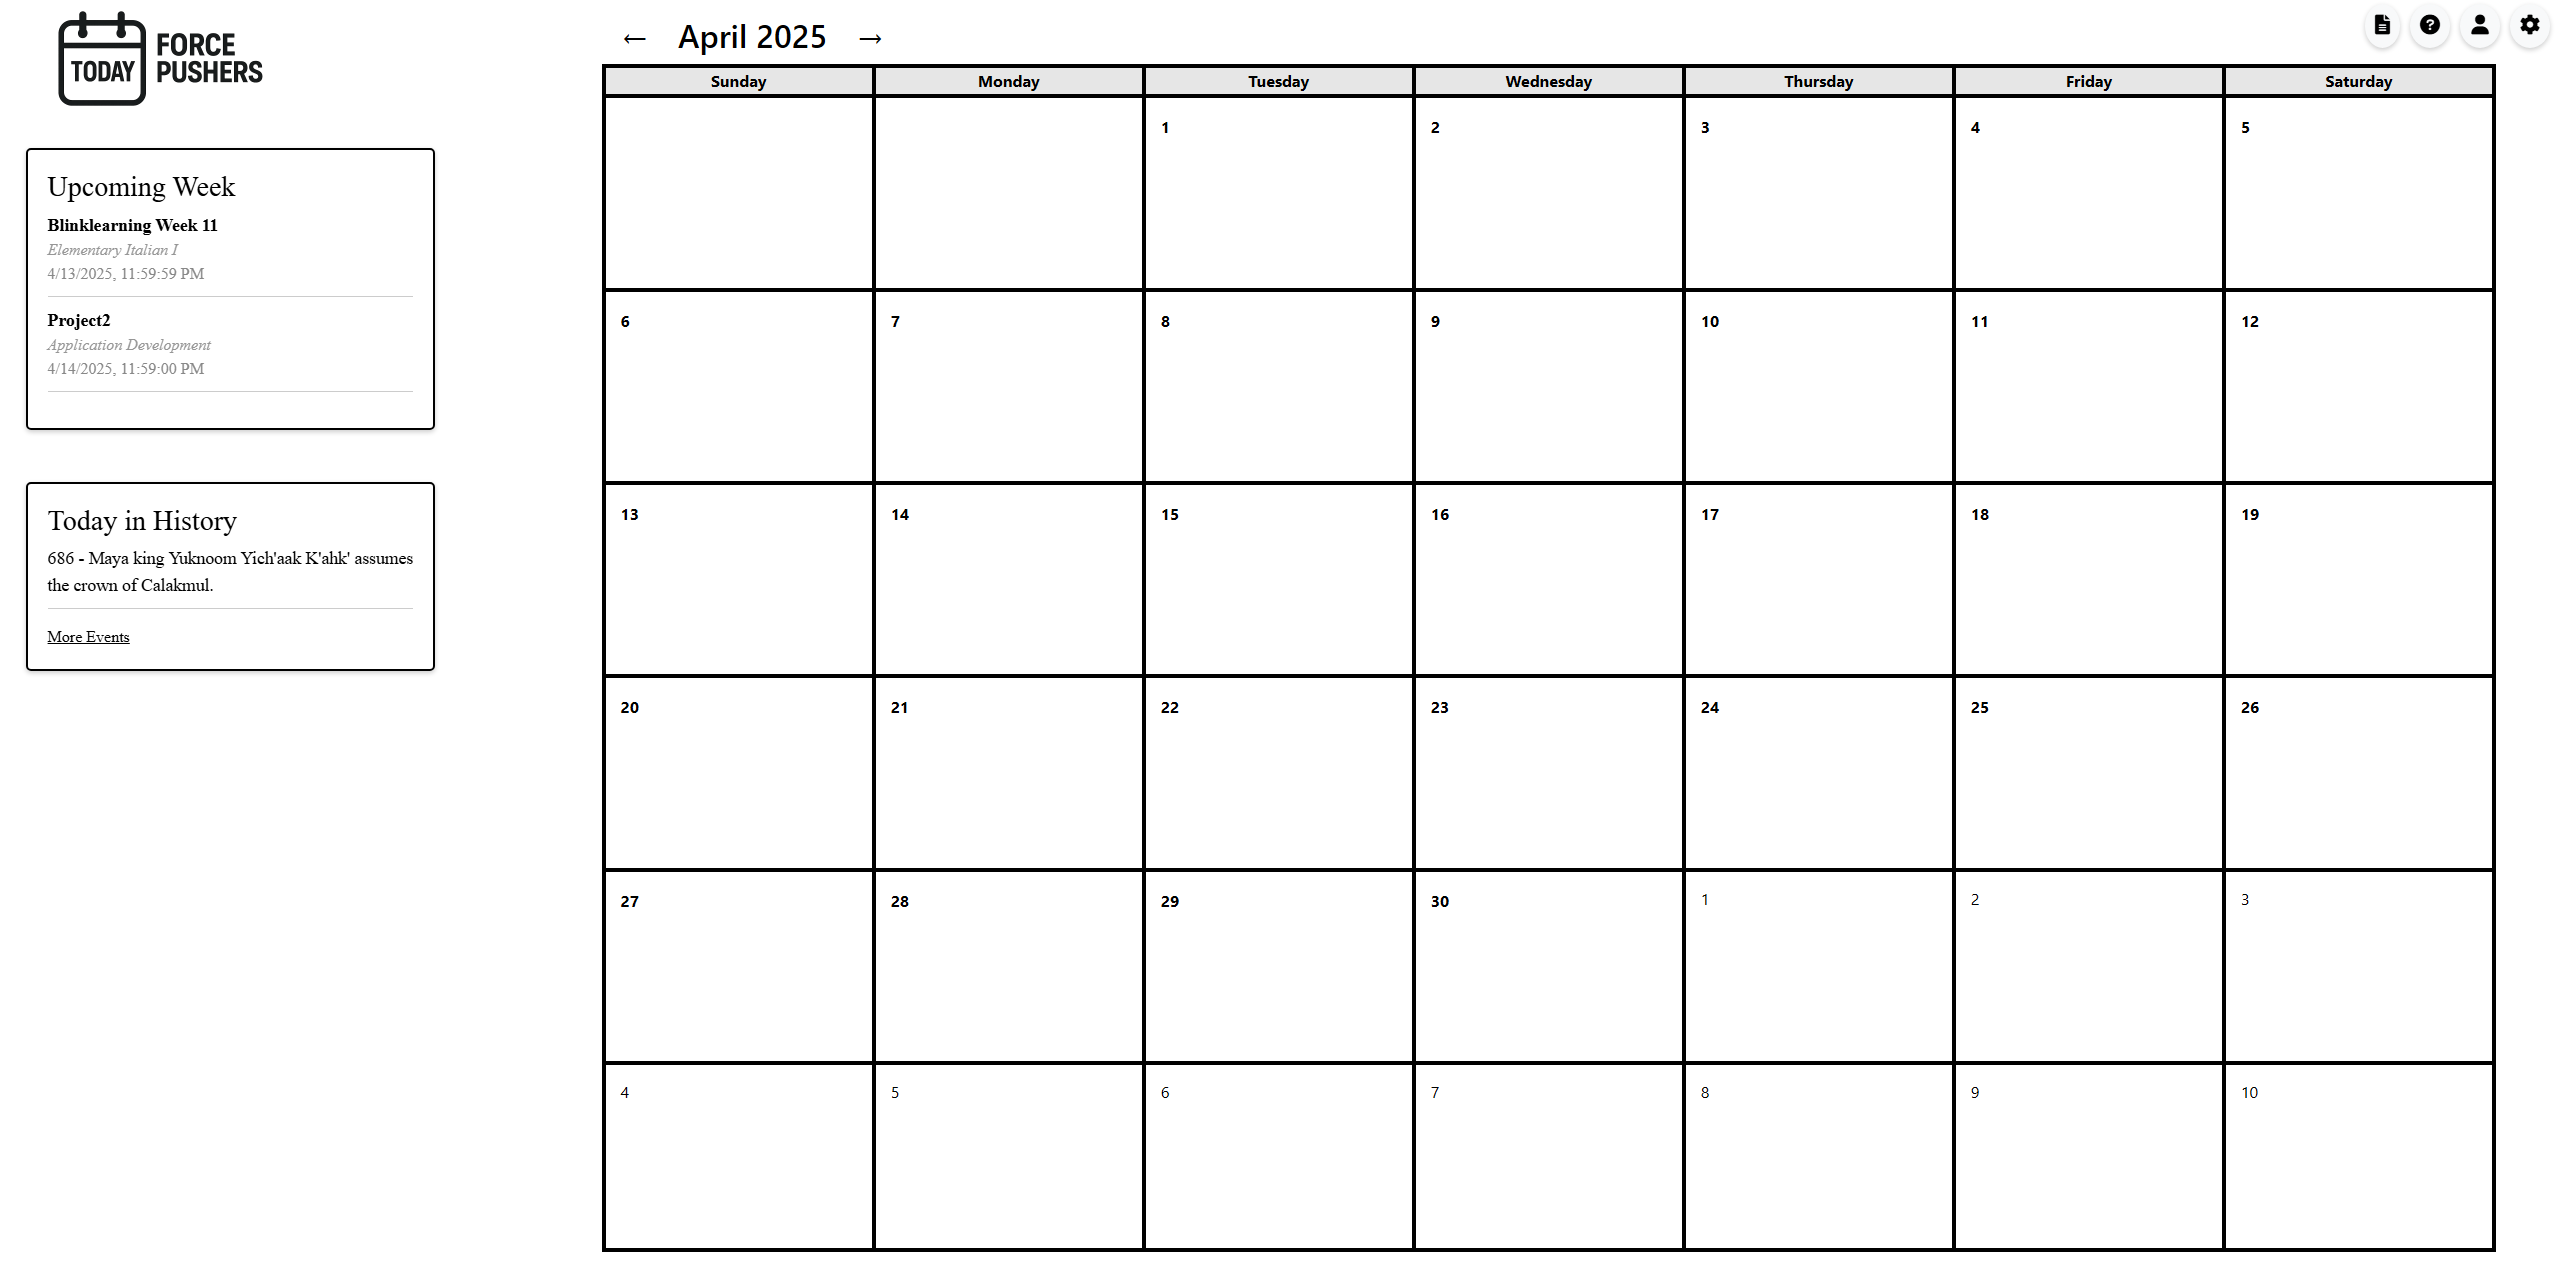 TODAY
FORCE
PUSHERS
Upcoming Week
Blinklearning Week 11
Elementary Italian I
4/13/2025, 11:59:59 PM
Project2
Application Development
4/14/2025, 11:59:00 PM
Today in History
686 - Maya king Yuknoom Yich'aak K'ahk' assumes
the crown of Calakmul.
More Events
← April 2025 →
?
Sunday Monday Tuesday Wednesday Thursday Friday Saturday
1 2 3 4 5
6 7 8 9 10 11 12
13 14 15 16 17 18 19
20 21 22 23 24 25 26
27 28 29 30 1 2 3
4 5 6 7 8 9 10